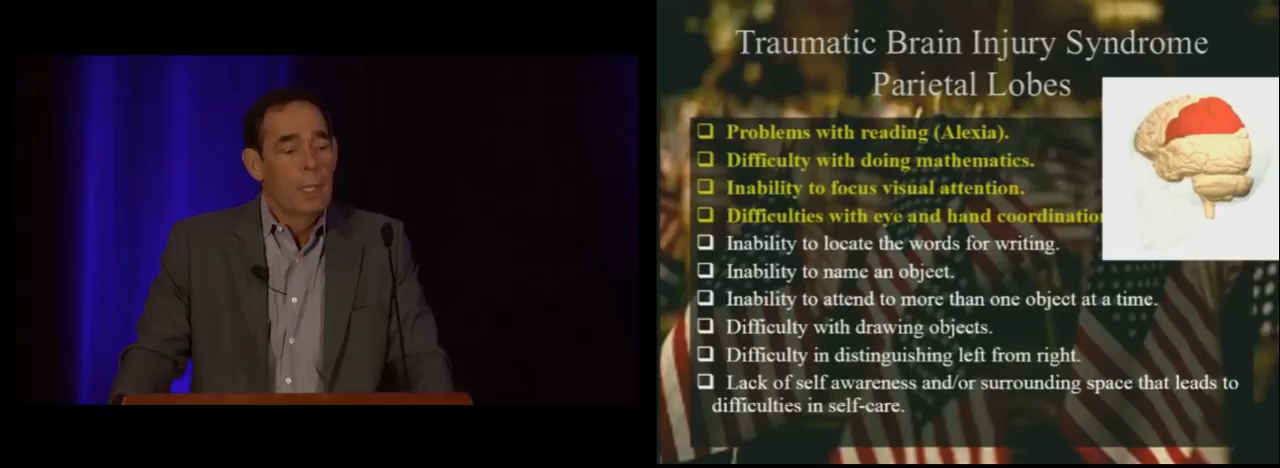 Traumatic Brain Injury Syndrome
Parietal Lobes
Problems with reading (Alexia).
Difficulty with doing mathematics.
Inability to focus visual attention.
Difficulties with eye and hand coordination
Inability to locate the words for writing.
Inability to name an object.
Inability to attend to more than one object at a time.
Difficulty with drawing objects.
Difficulty in distinguishing left from right.
Lack of self awareness and/or surrounding space that leads to
difficulties in self-care.